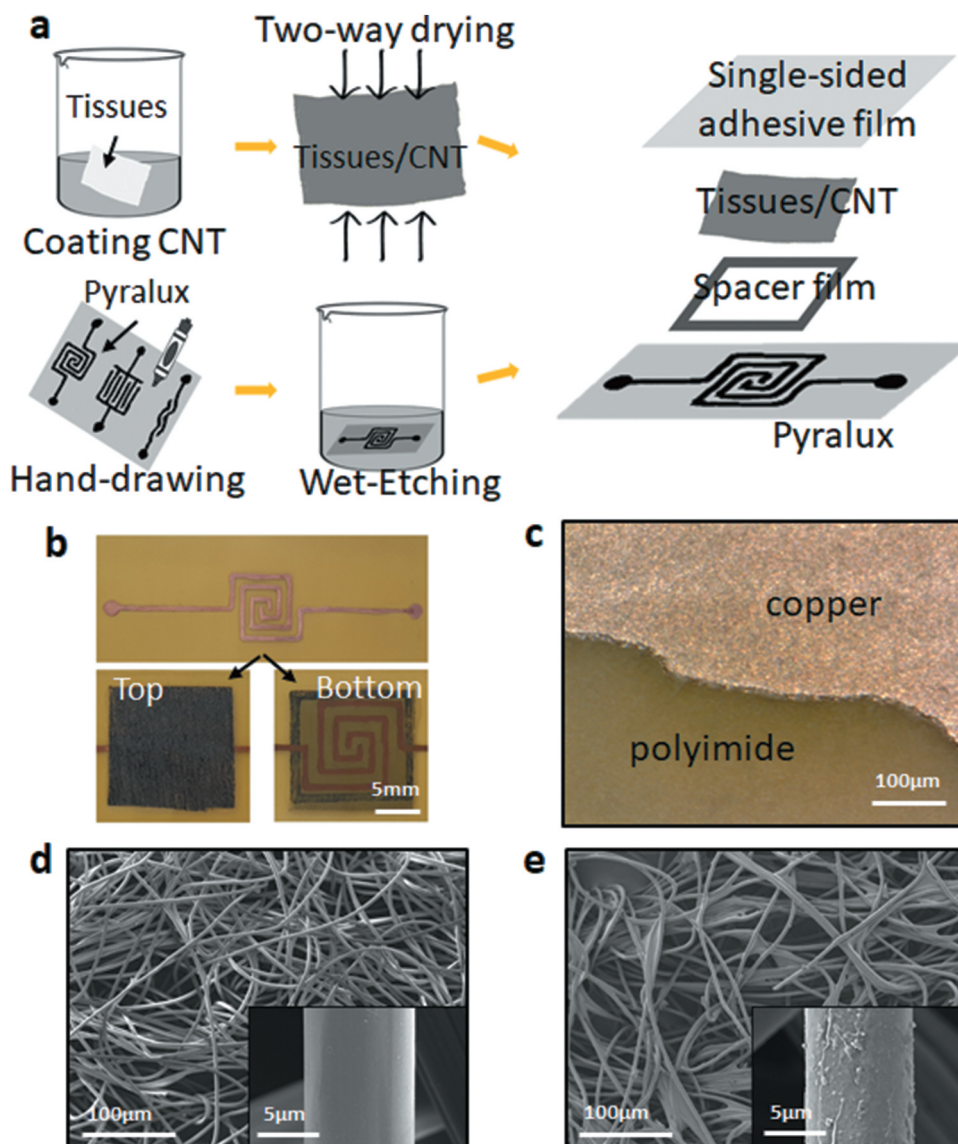 a
Two-way drying
Tissues
Tissues/CNT
Coating CNT
Single-sided
adhesive film
Tissues/CNT
Spacer film
Pyralux
Pyralux
Hand-drawing
Wet-Etching
b
Top
Bottom
5mm
c
copper
polyimide
100μm
d
100μm
5μm
e
100μm
5μm